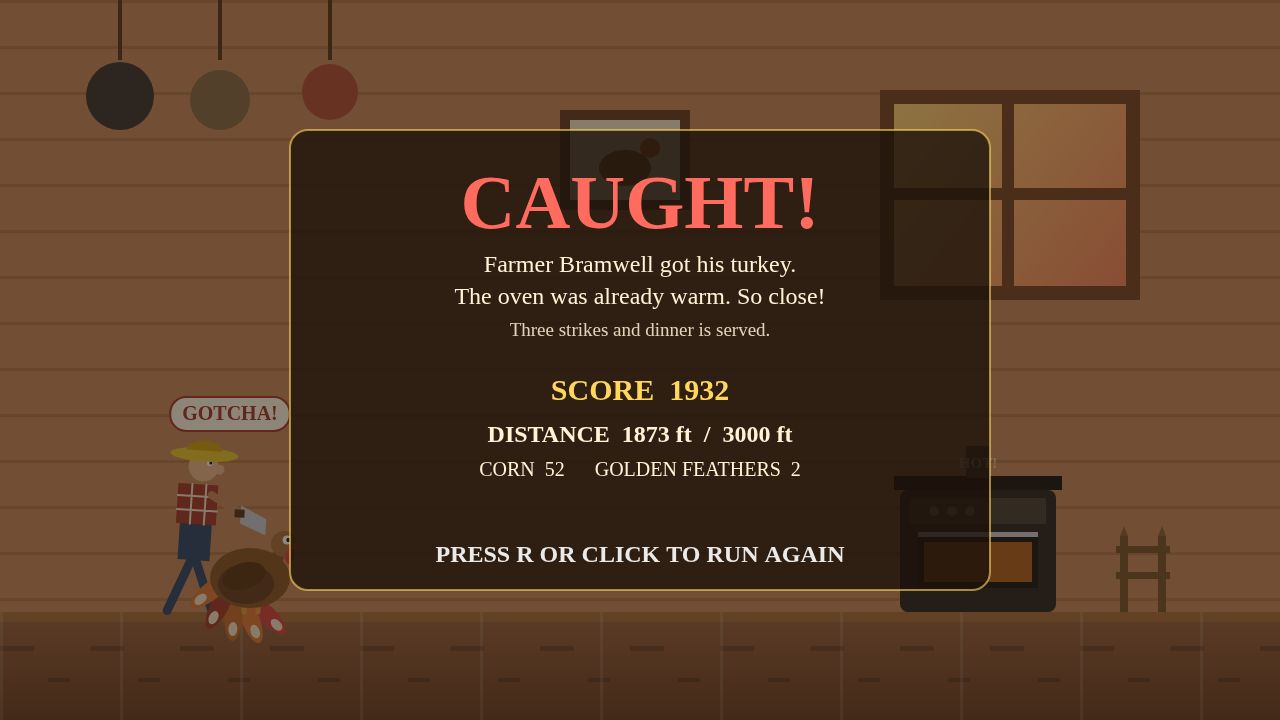 CAUGHT!
Farmer Bramwell got his turkey.
The oven was already warm. So close!
Three strikes and dinner is served.
SCORE 1932
DISTANCE 1873 ft / 3000 ft
CORN 52 GOLDEN FEATHERS 2
GOTCHA!
HOT!
PRESS R OR CLICK TO RUN AGAIN